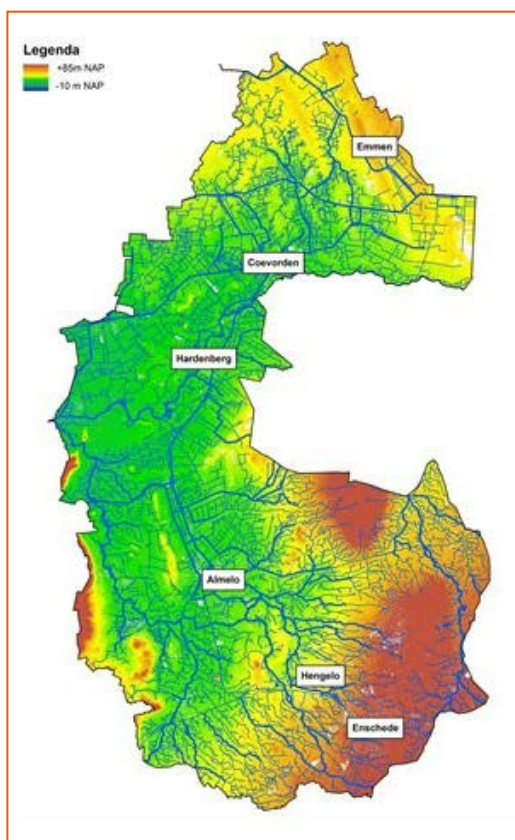 Legenda
+85m NAP
-10 m NAP
Emmen
Coevorden
Hardenberg
Almelo
Hengelo
Enschede